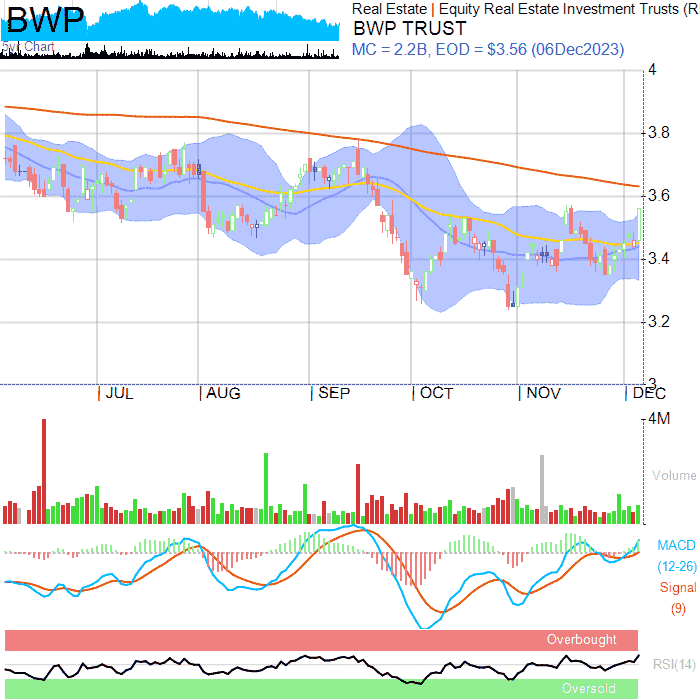 BWP
5yr Chart
Real Estate | Equity Real Estate Investment Trusts (R
BWP TRUST
MC = 2.2B, EOD = $3.56 (06Dec2023)
4
3.8
3.6
3.4
3.2
3
| JUL | AUG | SEP | OCT | NOV | DEC
4M
Volume
MACD
(12-26)
Signal
(9)
Overbought
RSI(14)
Oversold